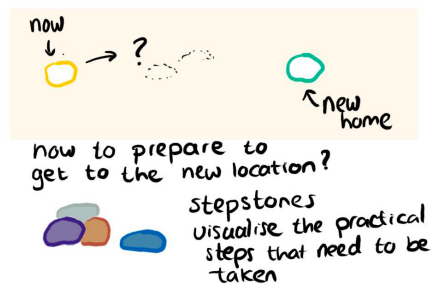 now
?
new
home
how to prepare to
get to the new location?
stepstones
visualise the practical
steps that need to be
taken